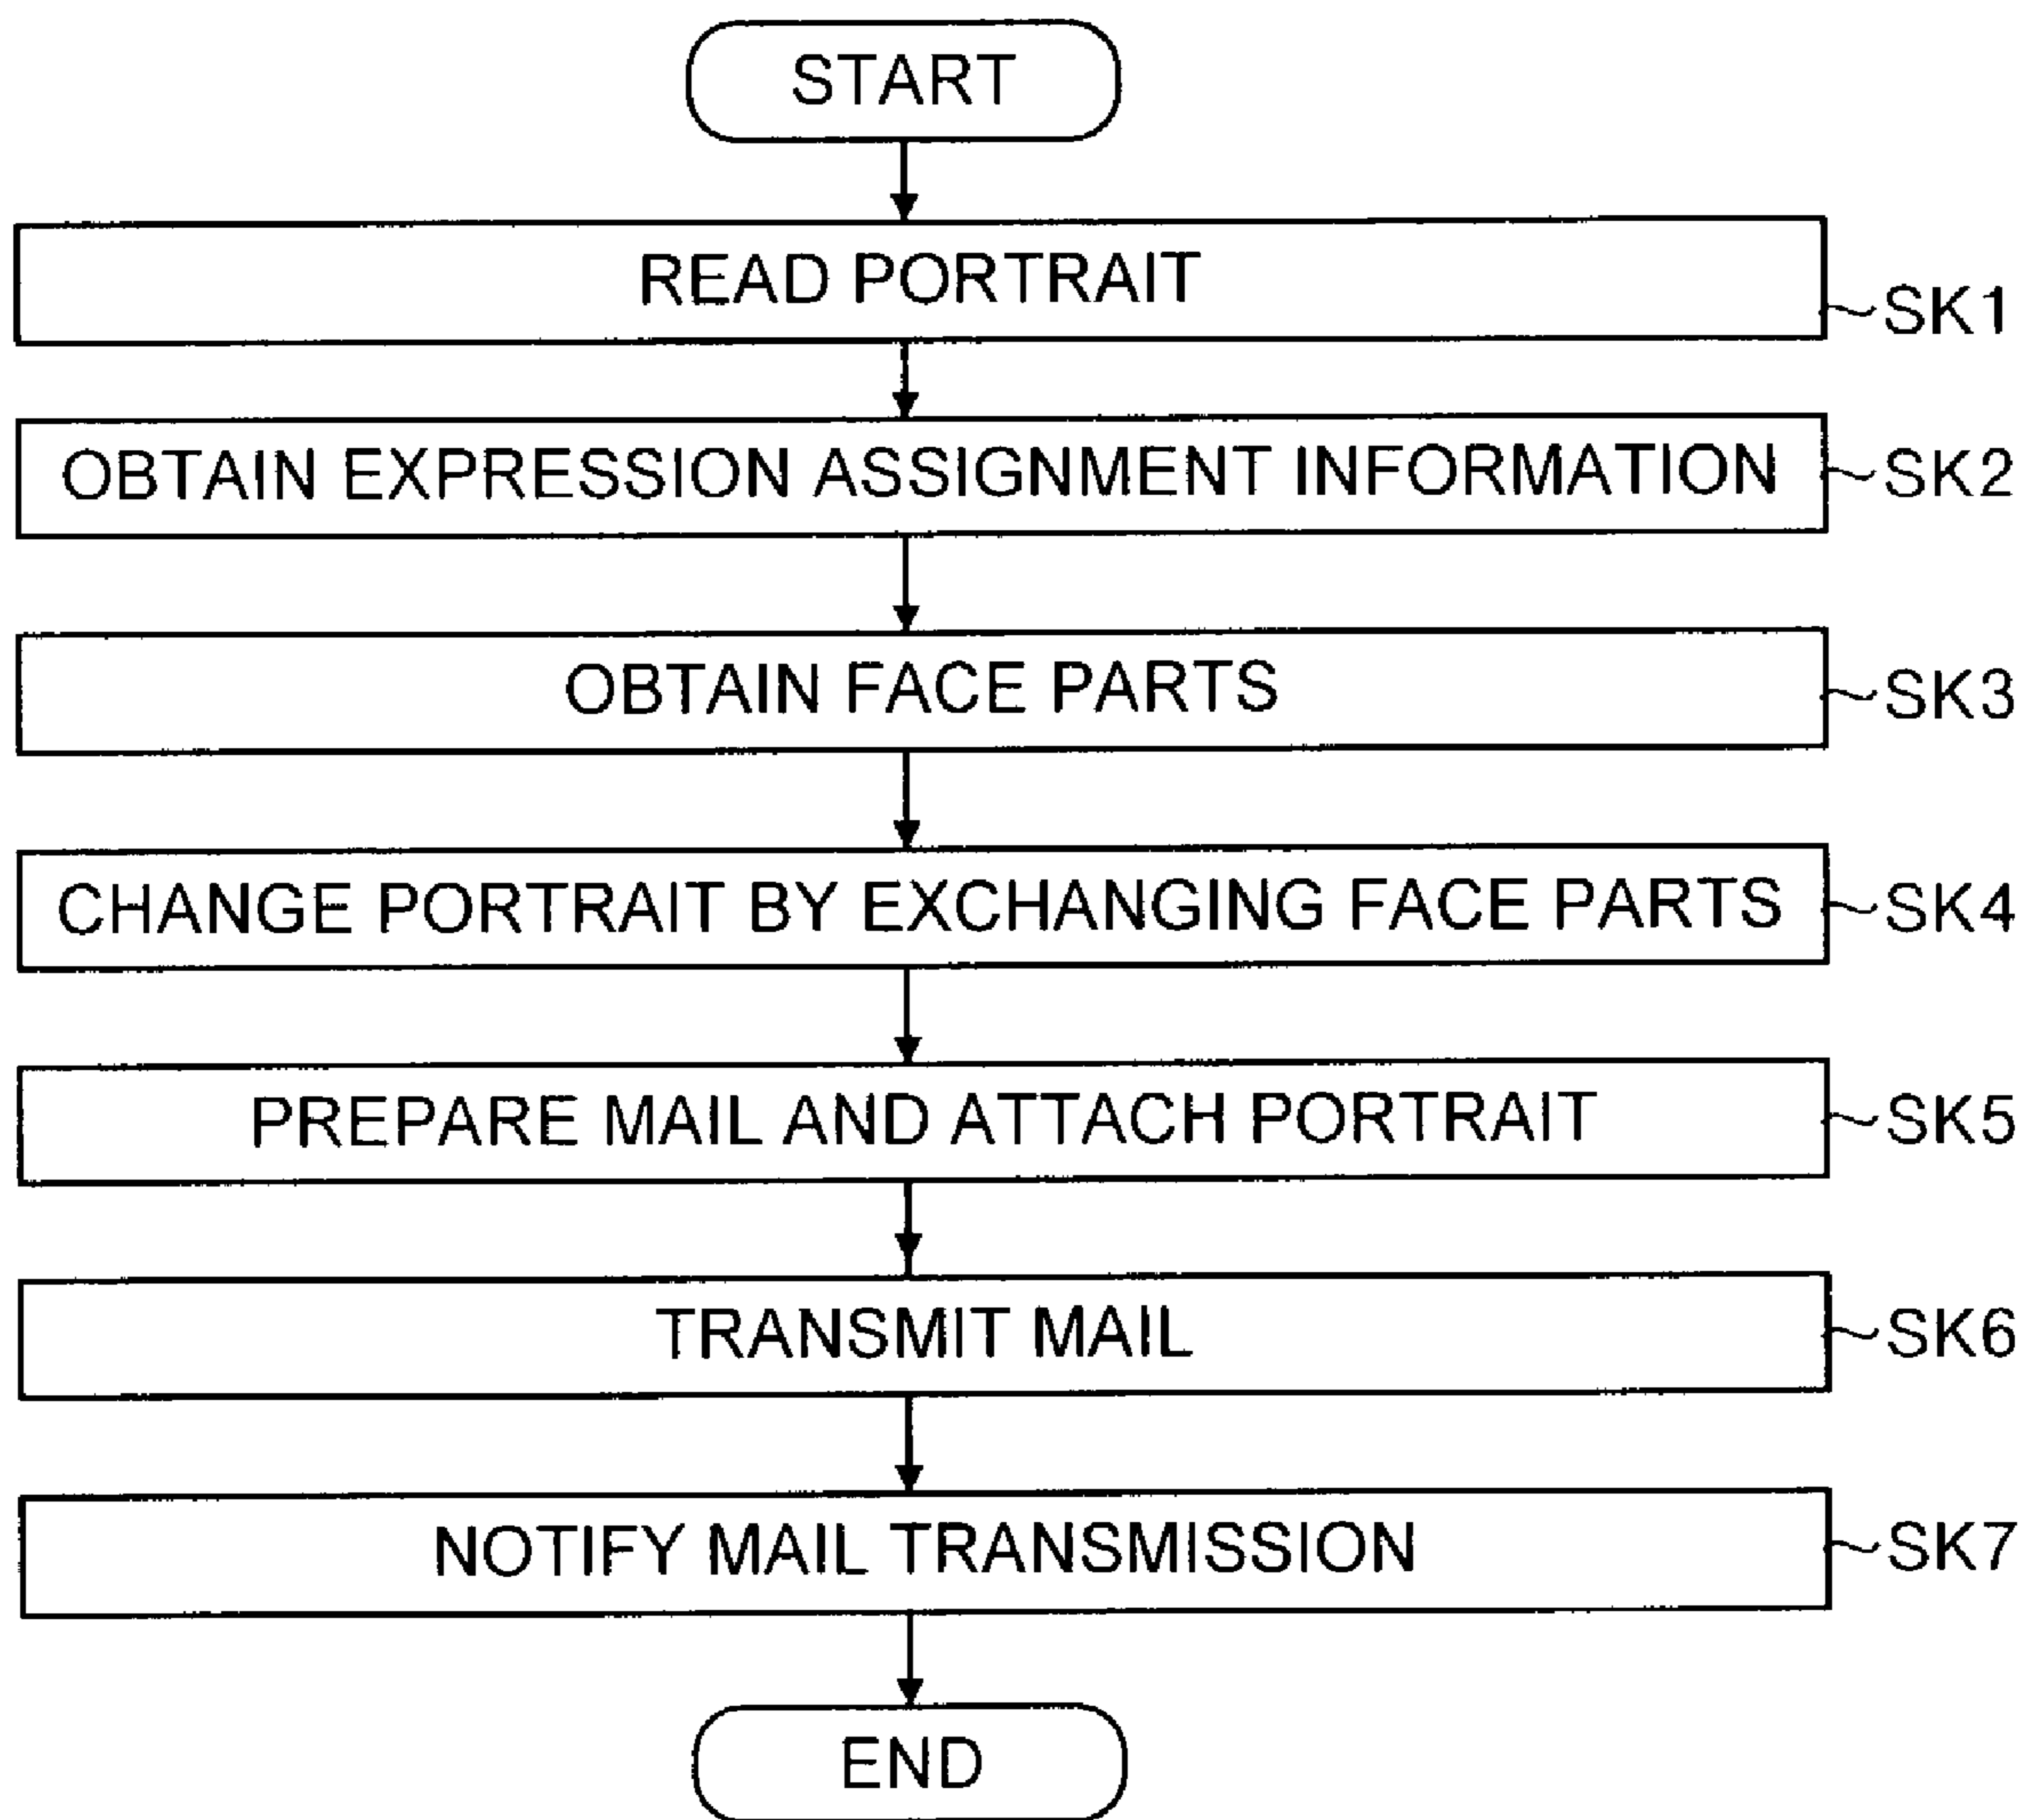 START
READ PORTRAIT
SK1
OBTAIN EXPRESSION ASSIGNMENT INFORMATION
SK2
OBTAIN FACE PARTS
SK3
CHANGE PORTRAIT BY EXCHANGING FACE PARTS
SK4
PREPARE MAIL AND ATTACH PORTRAIT
SK5
TRANSMIT MAIL
SK6
NOTIFY MAIL TRANSMISSION
SK7
END